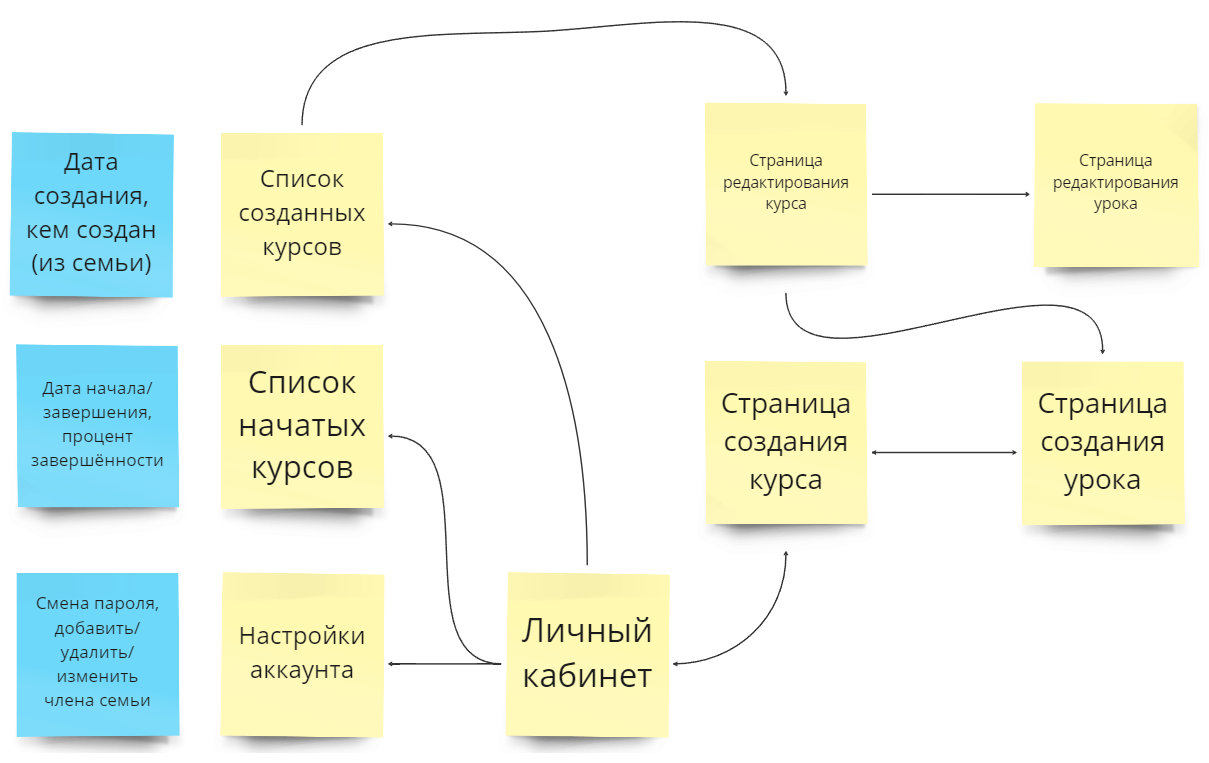 Дата
создания,
кем создан
(из семьи)
Список
созданных
курсов
Страница
редактирования
курса
Страница
редактирования
урока
Дата начала/
завершения,
процент
завершённости
Список
начатых
курсов
Страница
создания
курса
Страница
создания
урока
Смена пароля,
добавить/
удалить/
изменить
члена семьи
Настройки
аккаунта
Личный
кабинет